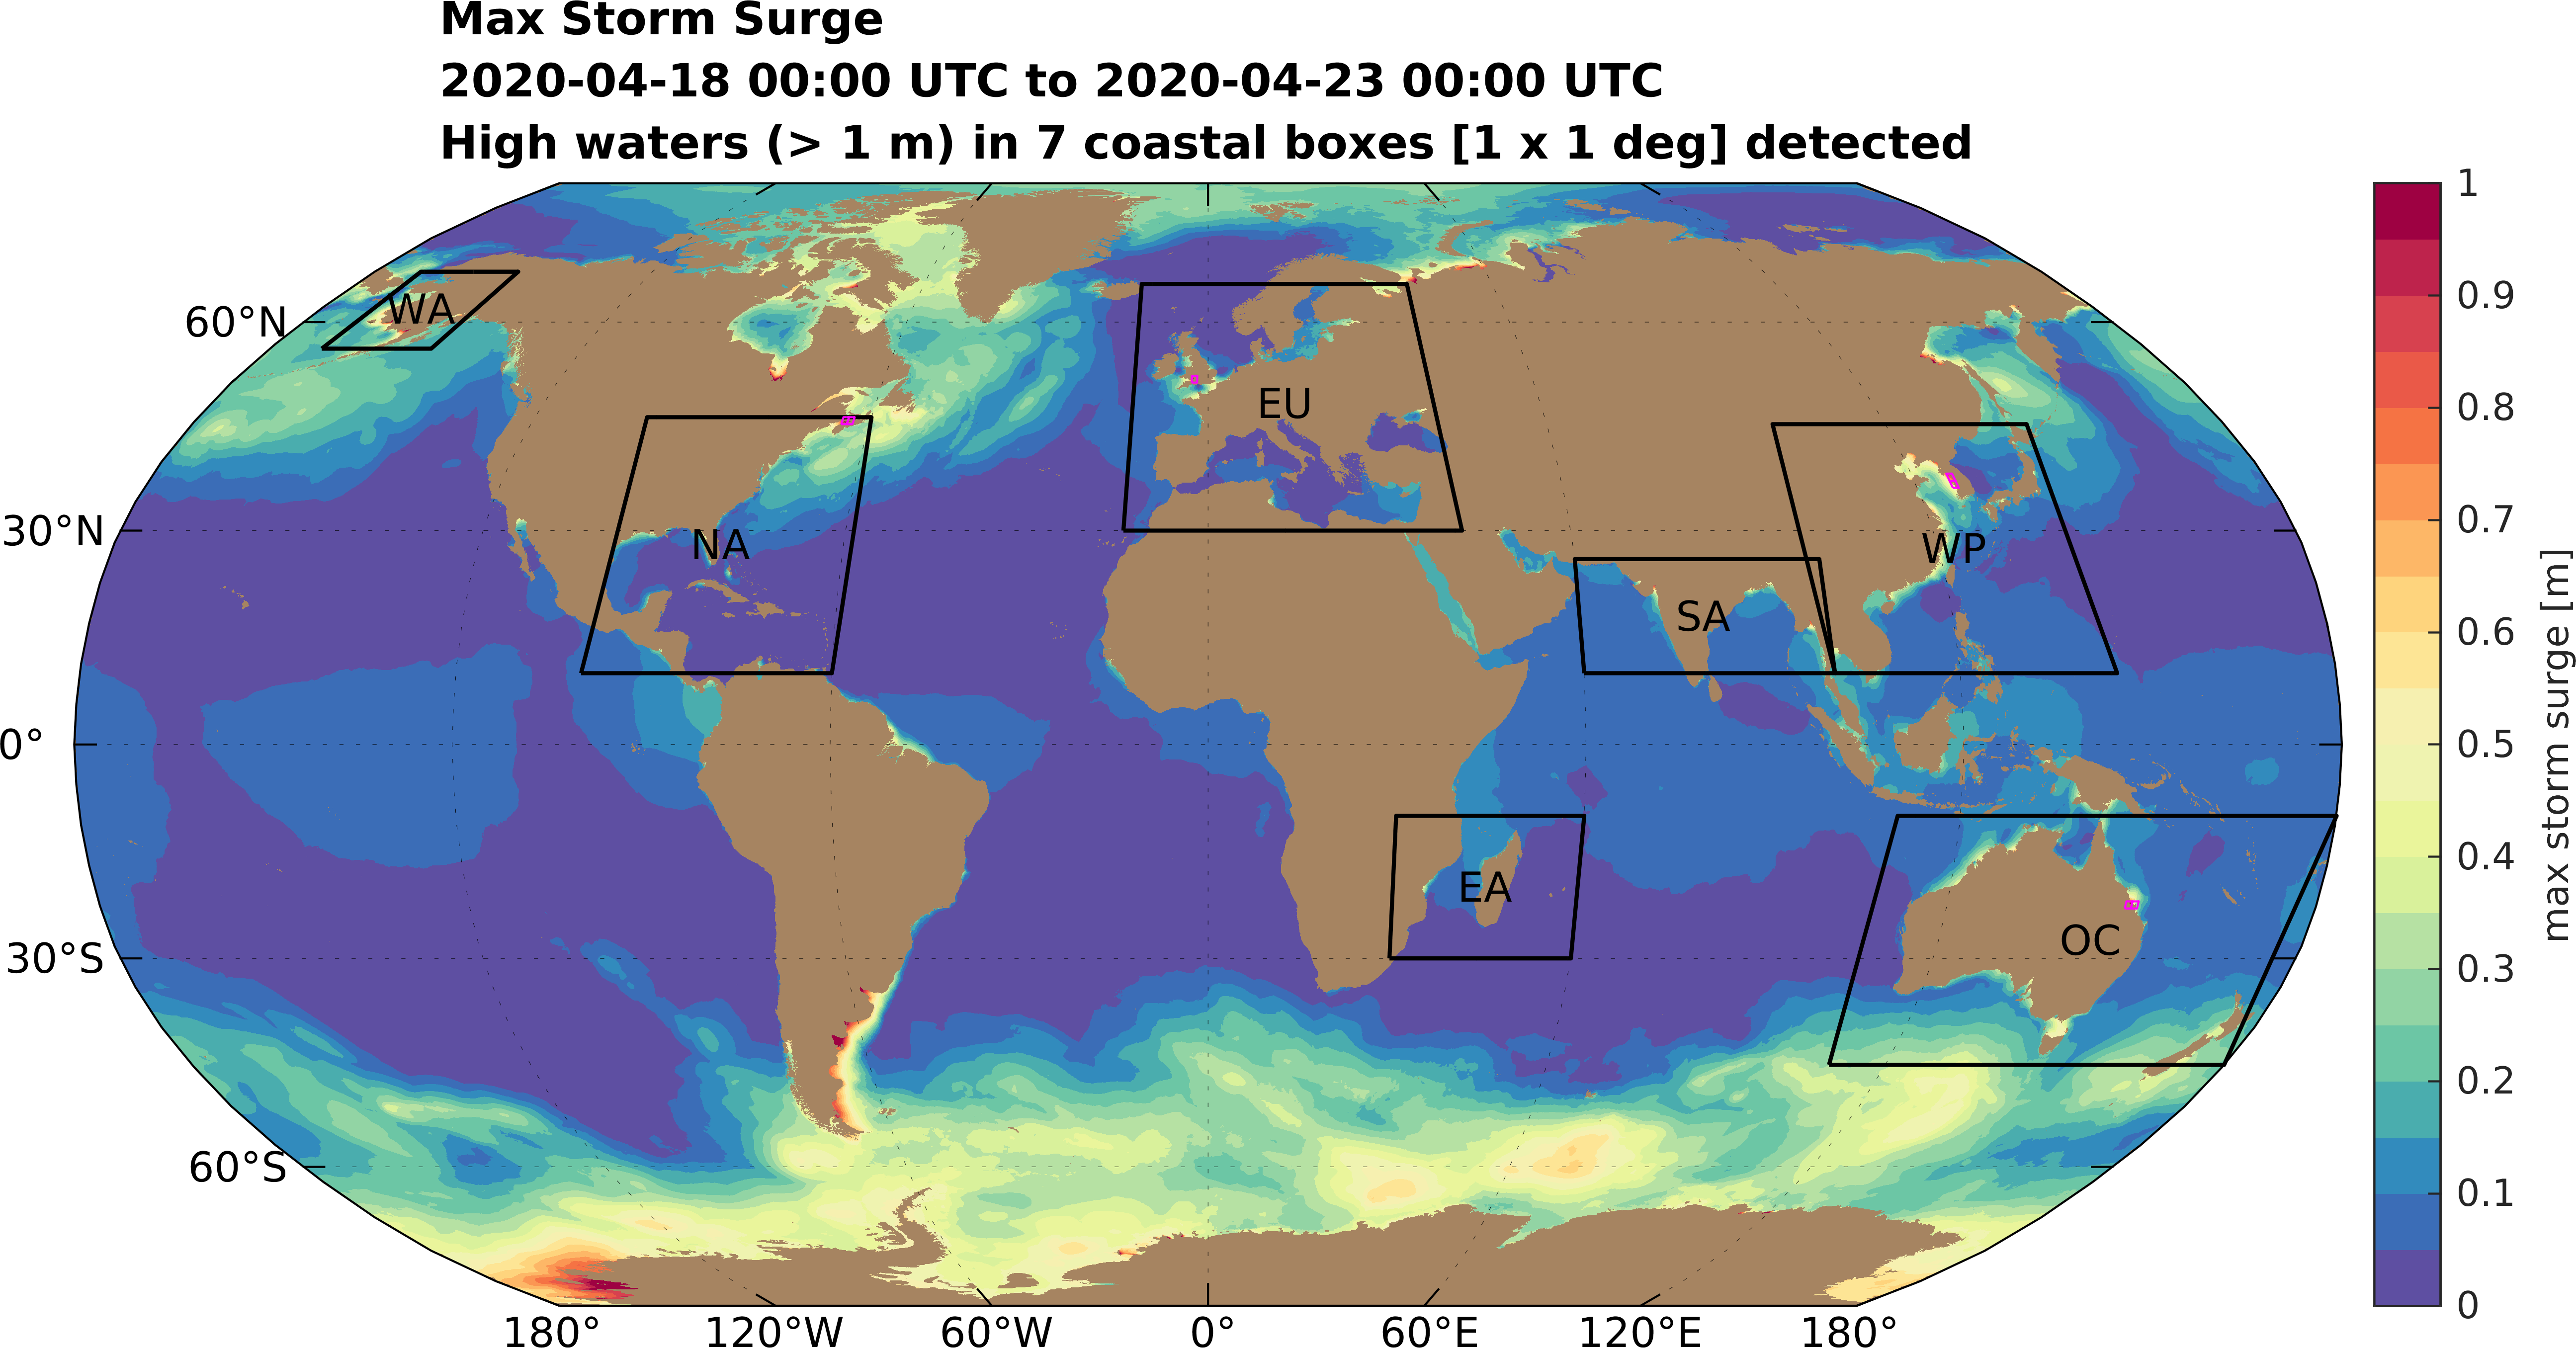 Max Storm Surge
2020-04-18 00:00 UTC to 2020-04-23 00:00 UTC
High waters (> 1 m) in 7 coastal boxes [1 x 1 deg] detected
60°N
30°N
0°
30°S
60°S
WA
NA
EU
SA
WP
EA
OC
180°
120°W
60°W
0°
60°E
120°E
180°
1
0.9
0.8
0.7
0.6
0.5
0.4
0.3
0.2
0.1
0
max storm surge [m]